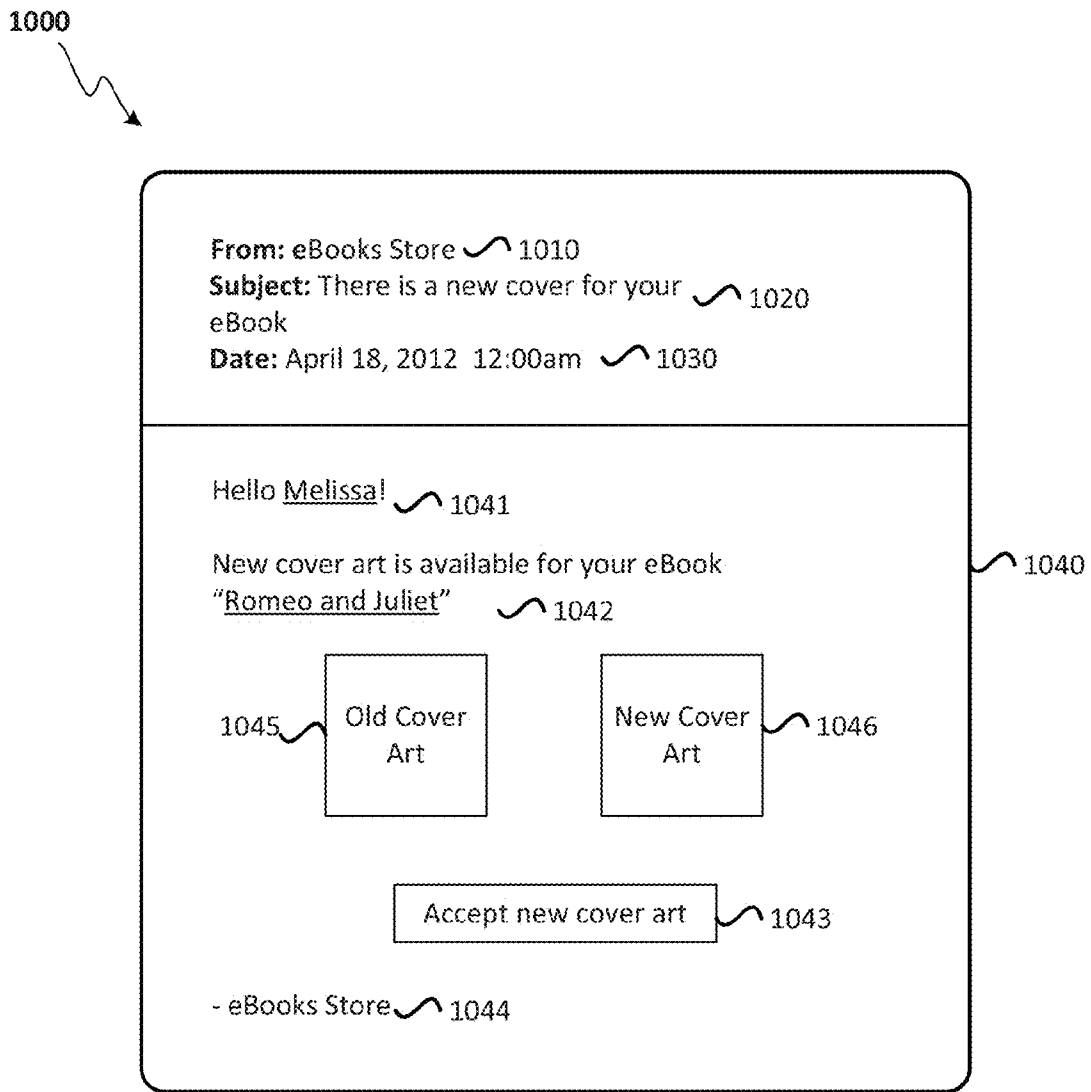 1000
From: eBooks Store 1010
Subject: There is a new cover for your 1020
eBook
Date: April 18, 2012 12:00am 1030
Hello Melissa! 1041
New cover art is available for your eBook
1040
“Romeo and Juliet” 1042
1045 Old Cover
Art
New Cover
Art 1046
Accept new cover art 1043
- eBooks Store 1044